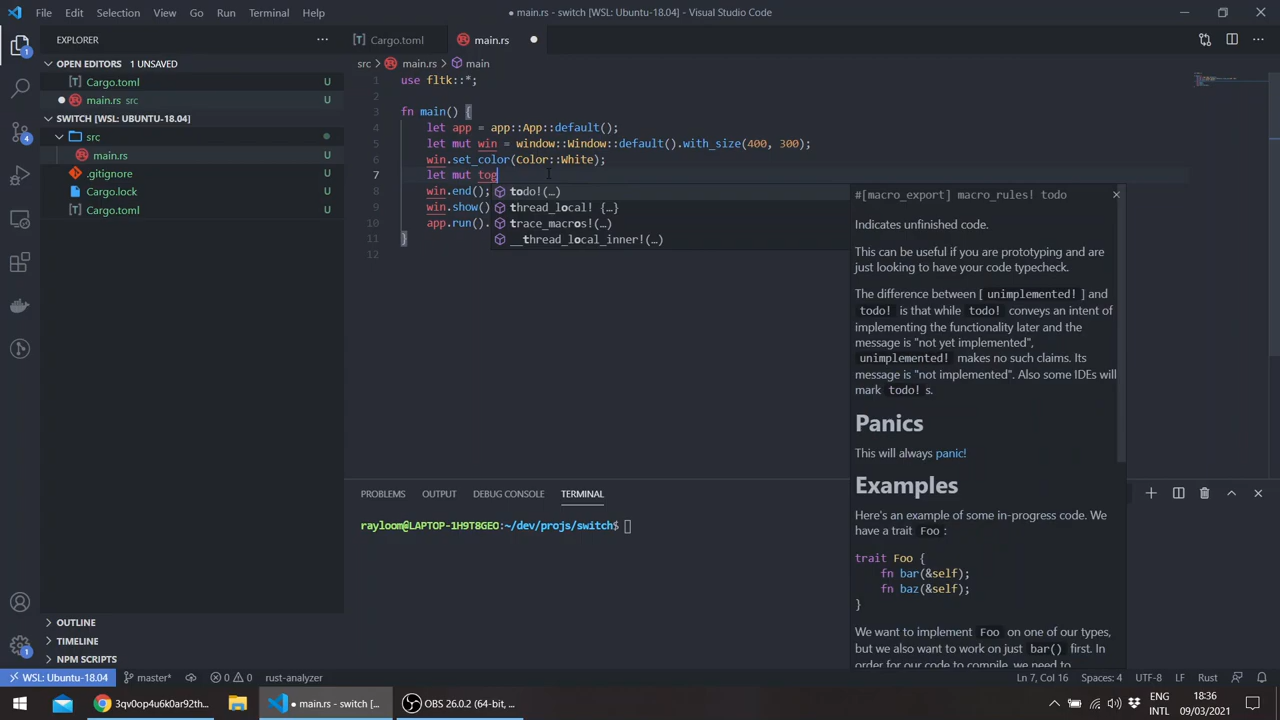 File Edit Selection View Go Run Terminal Help
● main.rs - switch [WSL: Ubuntu-18.04] - Visual Studio Code
EXPLORER
OPEN EDITORS 1 UNSAVED
Cargo.toml U
main.rs src U
SWITCH [WSL: UBUNTU-18.04]
src
main.rs U
.gitignore U
Cargo.lock U
Cargo.toml U
OUTLINE
TIMELINE
NPM SCRIPTS
Cargo.toml main.rs
src > main.rs > main
1 use fltk::*;
2
3 fn main() {
4 let app = app::App::default();
5 let mut win = window::Window::default().with_size(400, 300);
6 win.set_color(Color::White);
7 let mut tog
8 win.end();
9 win.show()
10 app.run().
11 }
12
todo!(…)
thread_local! {…}
trace_macros!(…)
__thread_local_inner!(…)
#[macro_export] macro_rules! todo
Indicates unfinished code.
This can be useful if you are prototyping and are
just looking to have your code typecheck.
The difference between [ unimplemented! ] and
todo! is that while todo! conveys an intent of
implementing the functionality later and the
message is "not yet implemented",
unimplemented! makes no such claims. Its
message is "not implemented". Also some IDEs will
mark todo! s.
Panics
This will always panic!
Examples
Here's an example of some in-progress code. We
have a trait Foo :
trait Foo {
fn bar(&self);
fn baz(&self);
}
We want to implement Foo on one of our types,
but we also want to work on just bar() first. In
order for our code to compile, we need to
PROBLEMS OUTPUT DEBUG CONSOLE TERMINAL
rayloom@LAPTOP-1H9T8GEO:~/dev/projs/switch$
WSL: Ubuntu-18.04 master* 0 0 rust-analyzer Ln 7, Col 16 Spaces: 4 UTF-8 LF Rust
3qv0op4u6k0ar92th... main.rs - switch [... OBS 26.0.2 (64-bit, ...
ENG
INTL
18:36
09/03/2021